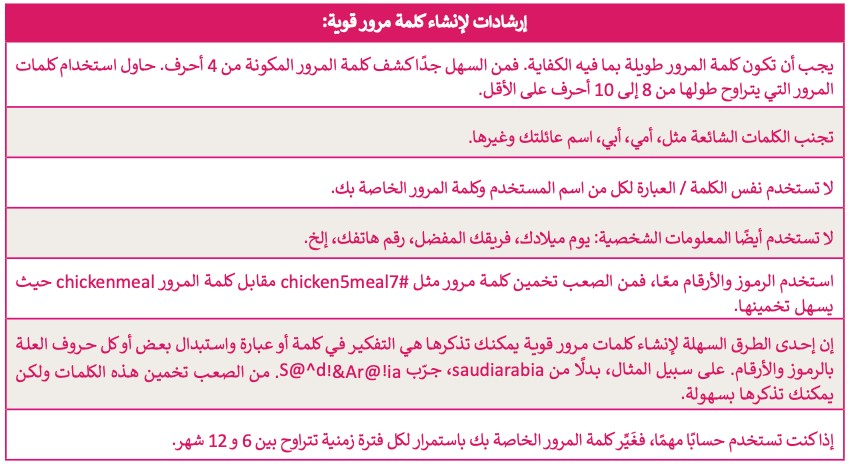 إرشادات لإنشاء كلمة مرور قوية:
يجب أن تكون كلمة المرور طويلة بما فيه الكفاية. فمن السهل جدًا كشف كلمة المرور المكونة من 4 أحرف. حاول استخدام كلمات
المرور التي يتراوح طولها من 8 إلى 10 أحرف على الأقل.
تجنب الكلمات الشائعة مثل، أمي، أبي، اسم عائلتك وغيرها.
لا تستخدم نفس الكلمة / العبارة لكل من اسم المستخدم وكلمة المرور الخاصة بك.
لا تستخدم أيضًا المعلومات الشخصية: يوم ميلادك، فريقك المفضل، رقم هاتفك، إلخ.
استخدم الرموز والأرقام معًا، فمن الصعب تخمين كلمة مرور مثل #chicken5meal7 مقابل كلمة المرور chickenmeal حيث
يسهل تخمينها.
إن إحدى الطرق السهلة لإنشاء كلمات مرور قوية يمكنك تذكرها هي التفكير في كلمة أو عبارة واستبدال بعض أو كل حروف العلة
بالرموز والأرقام. على سبيل المثال، بدلًا من saudiarabia، جرّب S@^d!&Ar@!ia. من الصعب تخمين هذه الكلمات ولكن
يمكنك تذكرها بسهولة.
إذا كنت تستخدم حسابًا مهمًا، فغَيِّر كلمة المرور الخاصة بك باستمرار لكل فترة زمنية تتراوح بين 6 و 12 شهر.